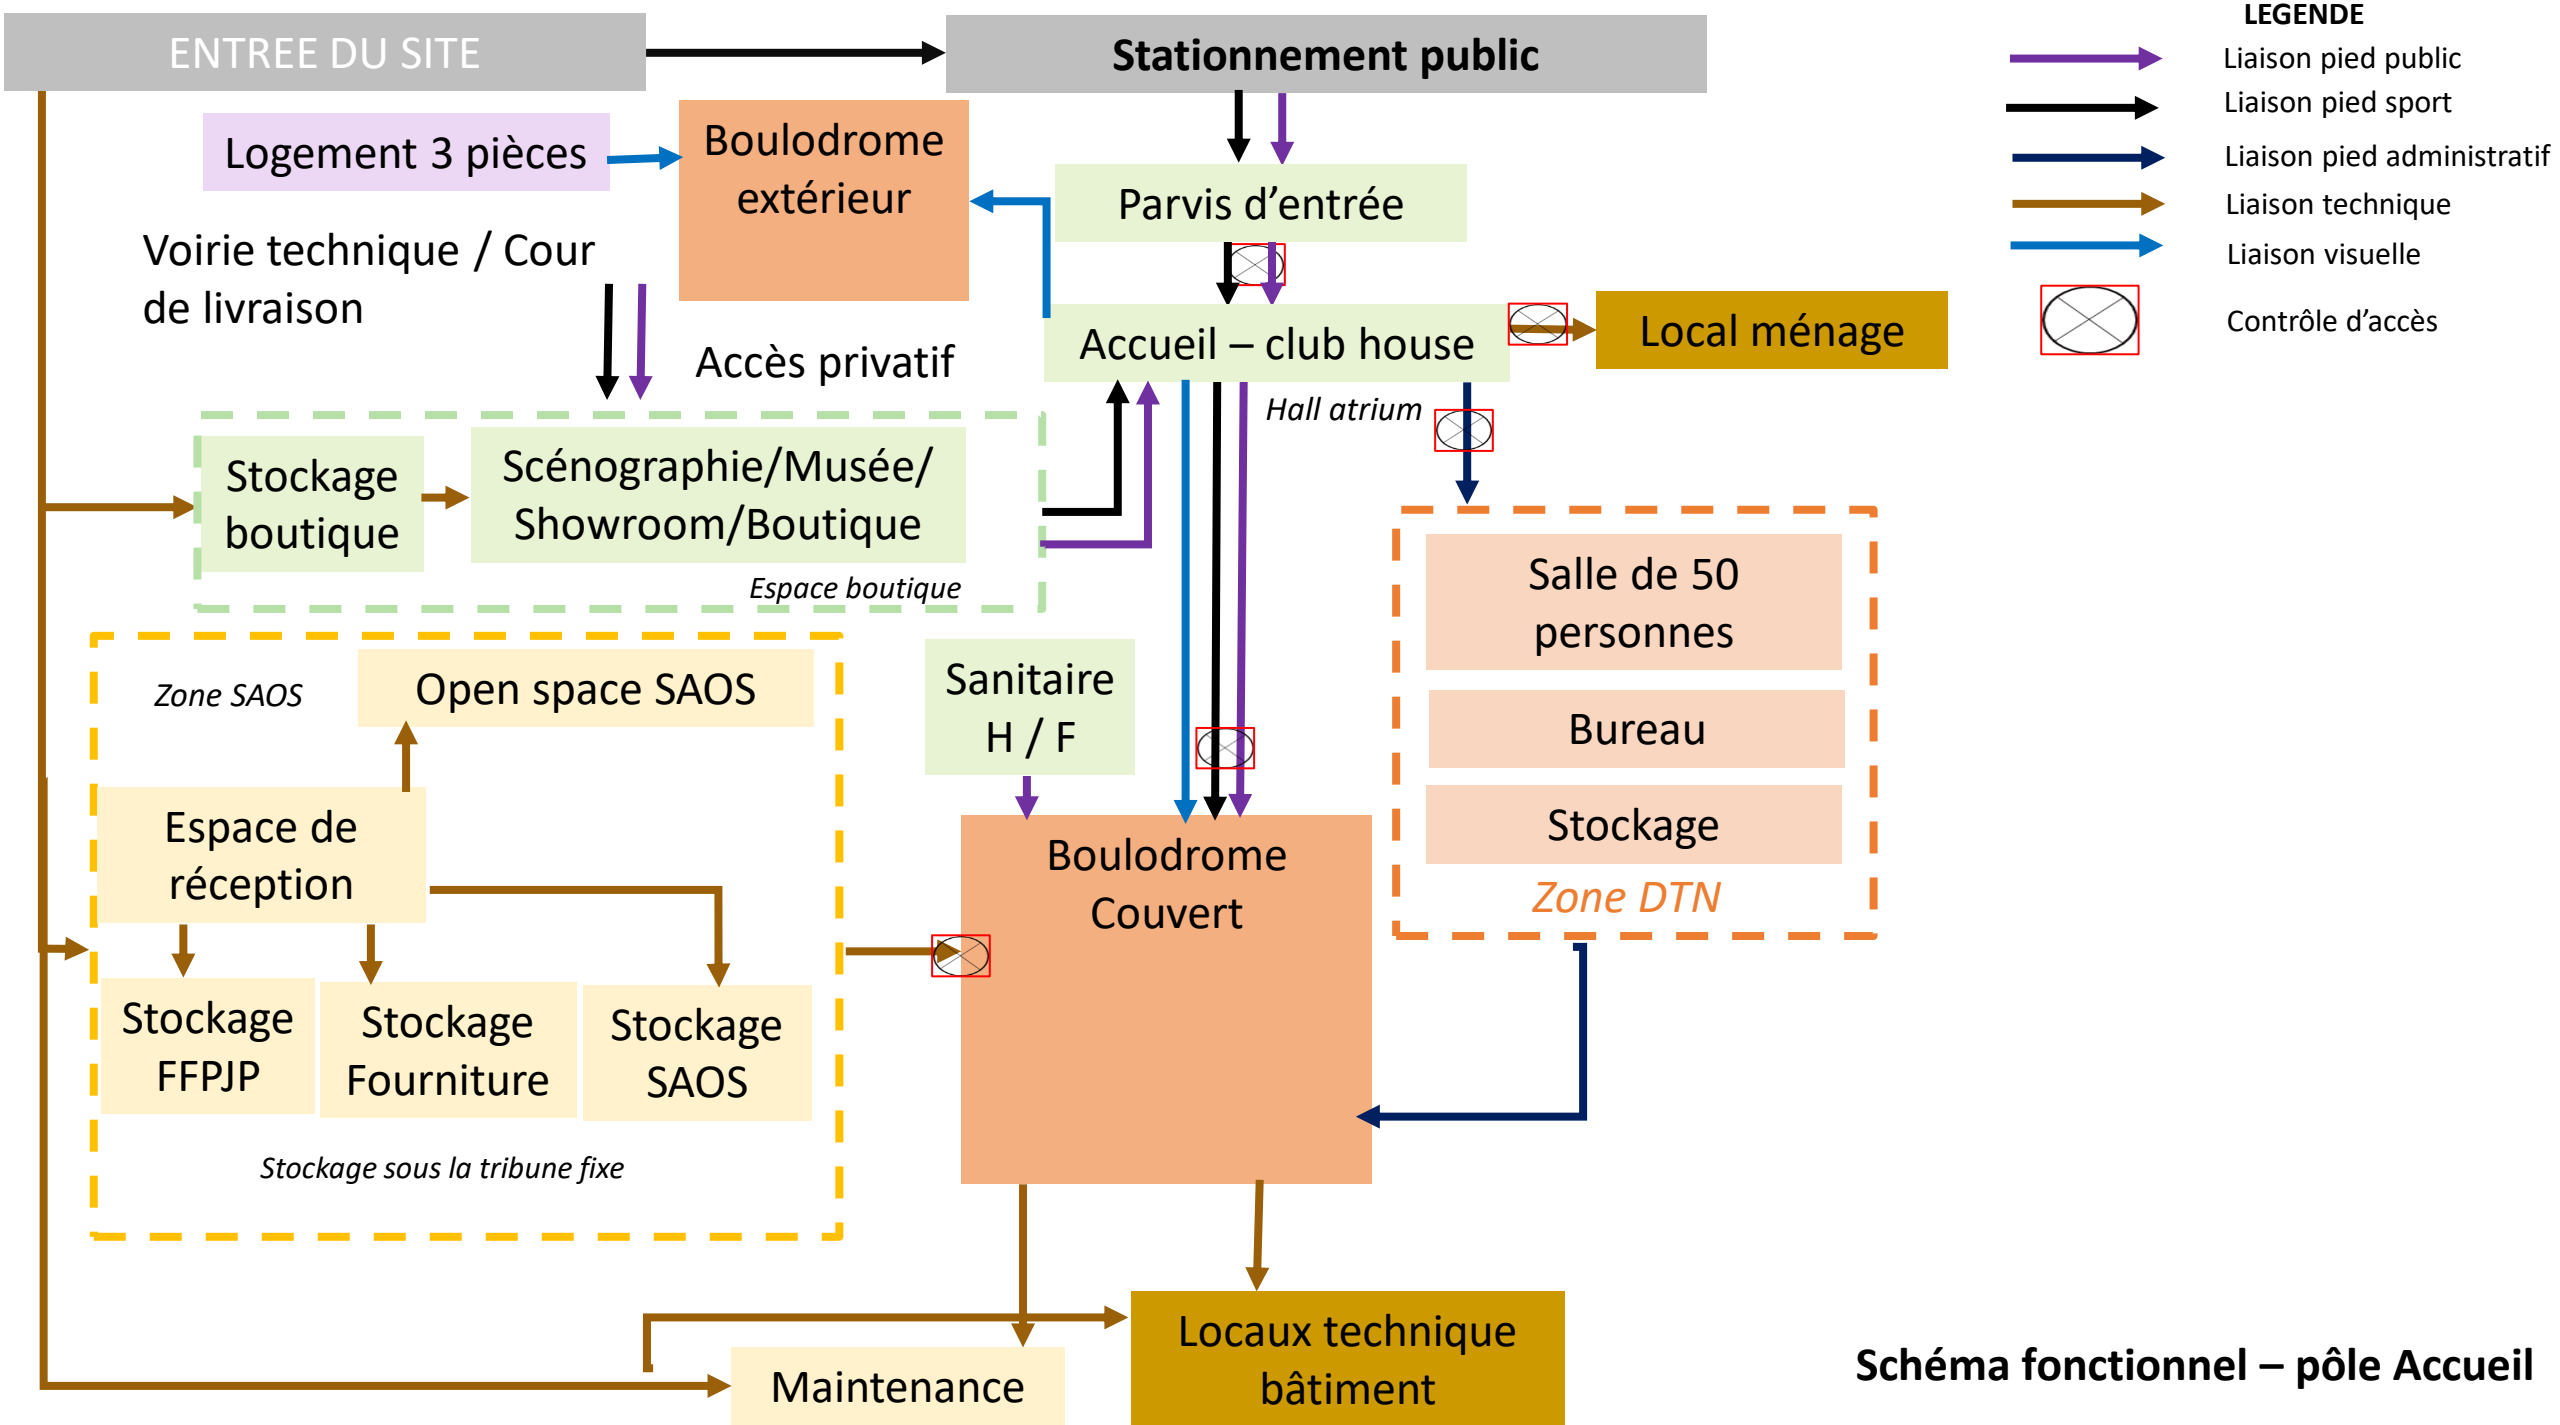 ENTREE DU SITE
Stationnement public
LEGENDE
Liaison pied public
Liaison pied sport
Liaison pied administratif
Liaison technique
Liaison visuelle
Contrôle d’accès
Logement 3 pièces
Boulodrome
extérieur
Parvis d’entrée
Voirie technique / Cour
de livraison
Accès privatif
Accueil – club house
Local ménage
Hall atrium
Stockage
boutique
Scénographie/Musée/
Showroom/Boutique
Espace boutique
Zone SAOS
Open space SAOS
Sanitaire
H / F
Salle de 50
personnes
Bureau
Stockage
Zone DTN
Espace de
réception
Boulodrome
Couvert
Stockage
FFPJP
Stockage
Fourniture
Stockage
SAOS
Stockage sous la tribune fixe
Maintenance
Locaux technique
bâtiment
Schéma fonctionnel – pôle Accueil